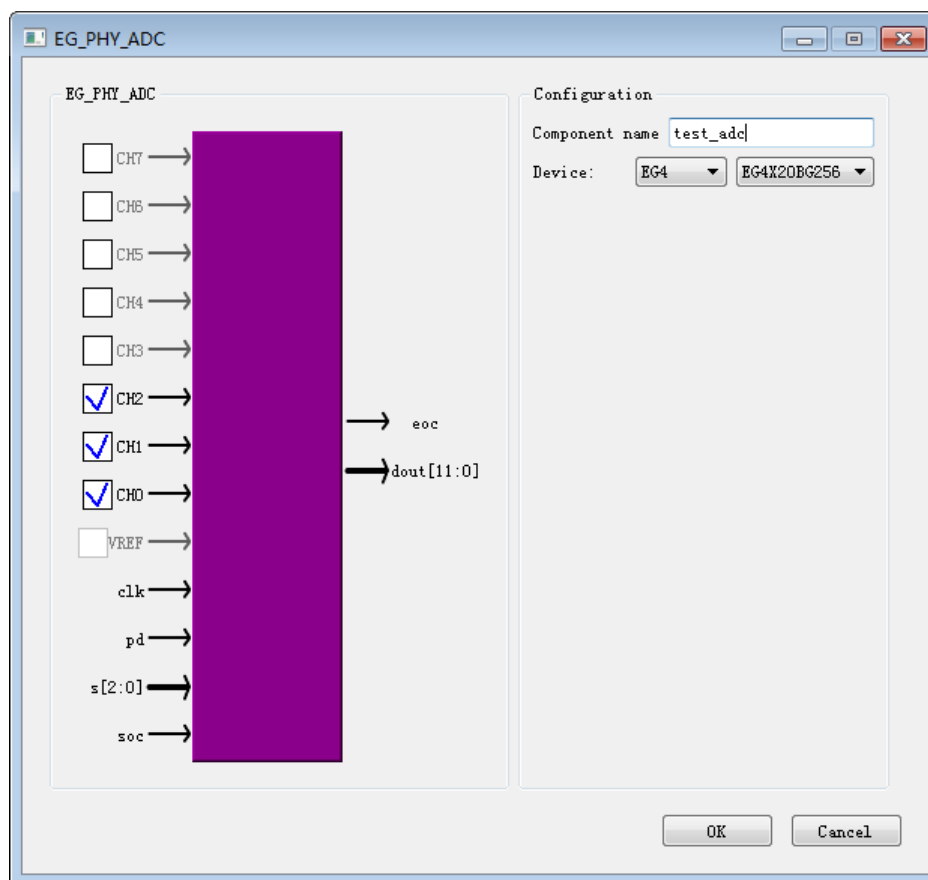 EG_PHY_ADC
EG_PHY_ADC
CH7
CH6
CH5
CH4
CH3
CH2
CH1
CH0
VREF
clk
pd
s[2:0]
soc
eoc
dout[11:0]
Configuration
Component name test_adc
Device: EG4 EG4X20BG256
OK Cancel